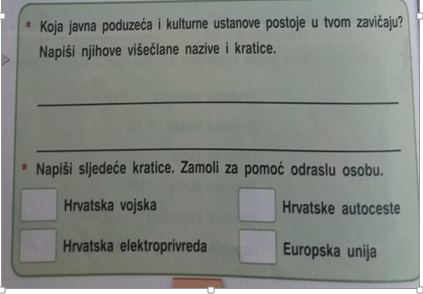 * Koja javna poduzeća i kulturne ustanove postoje u tvom zavičaju?
Napiši njihove višečlane nazive i kratice.
* Napiši sljedeće kratice. Zamoli za pomoć odraslu osobu.
Hrvatska vojska
Hrvatske autoceste
Hrvatska elektroprivreda
Europska unija